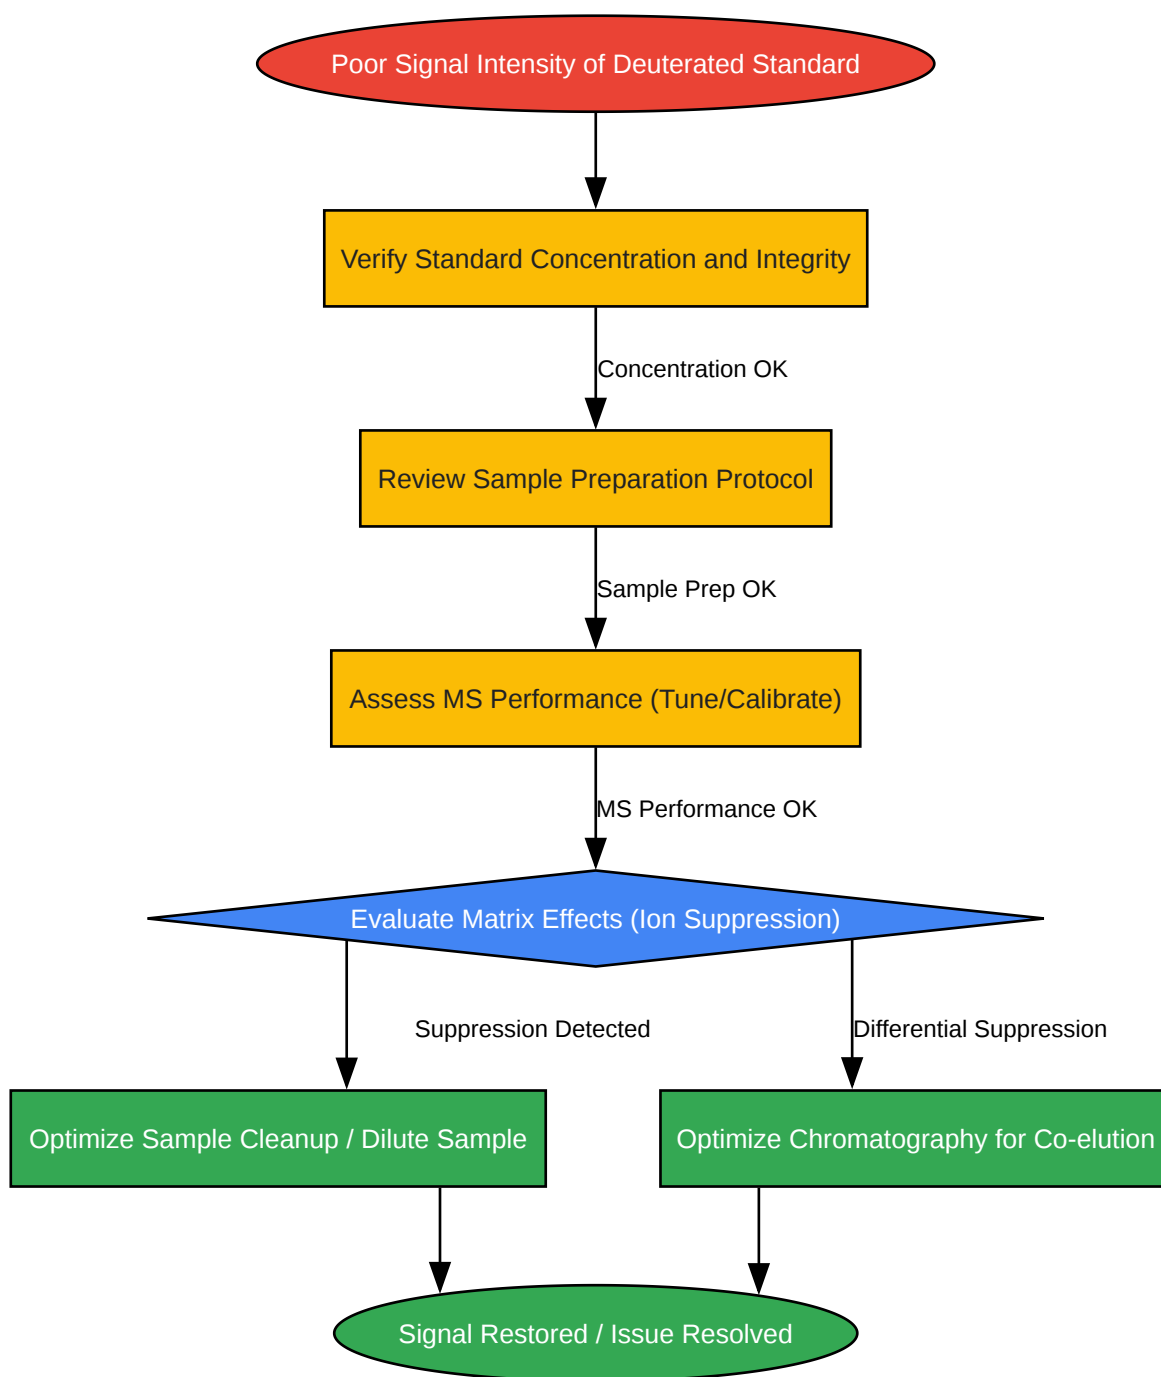 Poor Signal Intensity of Deuterated Standard
Verify Standard Concentration and Integrity
Concentration OK
Review Sample Preparation Protocol
Sample Prep OK
Assess MS Performance (Tune/Calibrate)
MS Performance OK
Evaluate Matrix Effects (Ion Suppression)
Suppression Detected
Differential Suppression
Optimize Sample Cleanup / Dilute Sample
Optimize Chromatography for Co-elution
Signal Restored / Issue Resolved